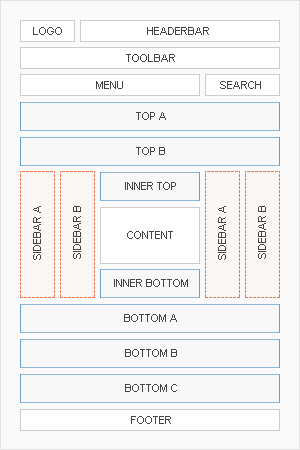 LOGO
HEADERBAR
TOOLBAR
MENU
SEARCH
TOP A
TOP B
SIDEBAR A
SIDEBAR B
INNER TOP
CONTENT
INNER BOTTOM
SIDEBAR A
SIDEBAR B
BOTTOM A
BOTTOM B
BOTTOM C
FOOTER